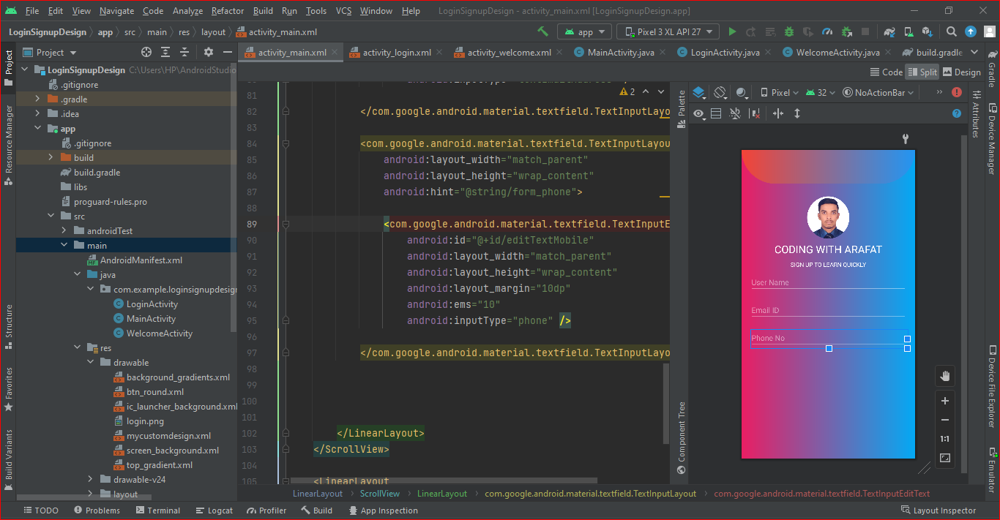 File Edit View Navigate Code Analyze Refactor Build Run Tools VCS Window Help LoginSignupDesign - activity_main.xml [LoginSignupDesign.app]
LoginSignupDesign app src main res layout activity_main.xml app Pixel 3 XL API 27
Project activity_main.xml activity_login.xml activity_welcome.xml MainActivity.java LoginActivity.java WelcomeActivity.java build.gradle
Code Split Design
Palette Pixel 32 NoActionBar
Project
Resource Manager
Structure
Favorites
Build Variants
LoginSignupDesign C:\Users\HP\AndroidStudio
.gitignore
.gradle
.idea
app
.gitignore
build
build.gradle
libs
proguard-rules.pro
src
androidTest
main
AndroidManifest.xml
java
com.example.loginsignupdesign
LoginActivity
MainActivity
WelcomeActivity
res
drawable
background_gradients.xml
btn_round.xml
ic_launcher_background.xml
login.png
mycustomdesign.xml
screen_background.xml
top_gradient.xml
drawable-v24
layout
2
81
82 </com.google.android.material.textfield.TextInputLayo
83
84 <com.google.android.material.textfield.TextInputLayou
85 android:layout_width="match_parent"
86 android:layout_height="wrap_content"
87 android:hint="@string/form_phone">
88
89 <com.google.android.material.textfield.TextInputE
90 android:id="@+id/editTextMobile"
91 android:layout_width="match_parent"
92 android:layout_height="wrap_content"
93 android:layout_margin="10dp"
94 android:ems="10"
95 android:inputType="phone" />
96
97 </com.google.android.material.textfield.TextInputLayo
98
99
100
101
102 </LinearLayout>
103 </ScrollView>
104
105 <LinearLayout
Component Tree
CODING WITH ARAFAT
SIGN UP TO LEARN QUICKLY
User Name
Email ID
Phone No
1:1
Gradle
Attributes
Device Manager
Device File Explorer
Emulator
LinearLayout ScrollView LinearLayout com.google.android.material.textfield.TextInputLayout com.google.android.material.textfield.TextInputEditText
TODO Problems Terminal Logcat Profiler Build App Inspection Layout Inspector